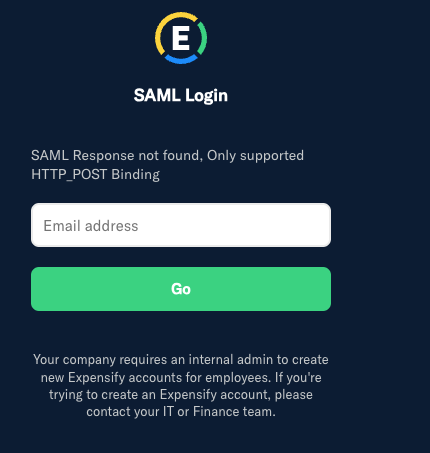 E
SAML Login
SAML Response not found, Only supported
HTTP_POST Binding
Email address
Go
Your company requires an internal admin to create
new Expensify accounts for employees. If you're
trying to create an Expensify account, please
contact your IT or Finance team.